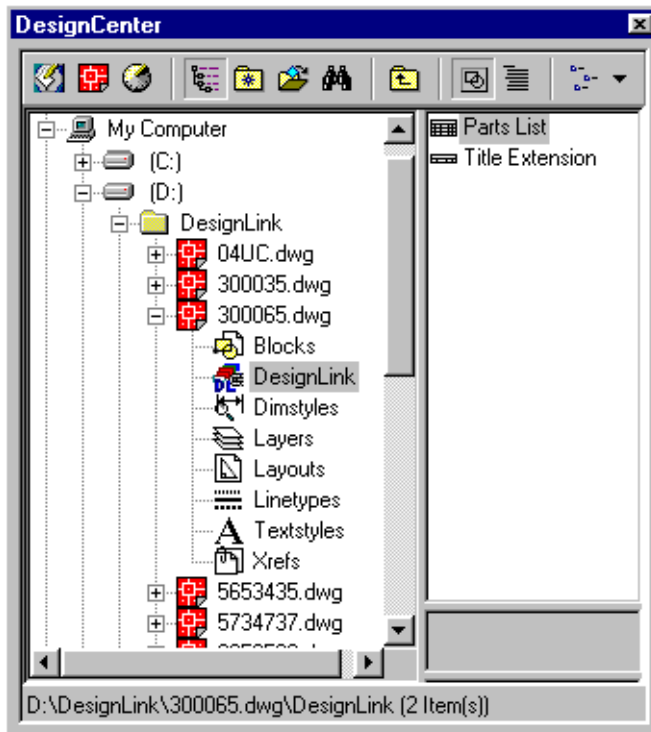 DesignCenter
My Computer
(C:)
(D:)
DesignLink
04UC.dwg
300035.dwg
300065.dwg
Blocks
DesignLink
Dimstyles
Layers
Layouts
Linetypes
Textstyles
Xrefs
5653435.dwg
5734737.dwg
Parts List
Title Extension
D:\DesignLink\300065.dwg\DesignLink (2 Item(s))